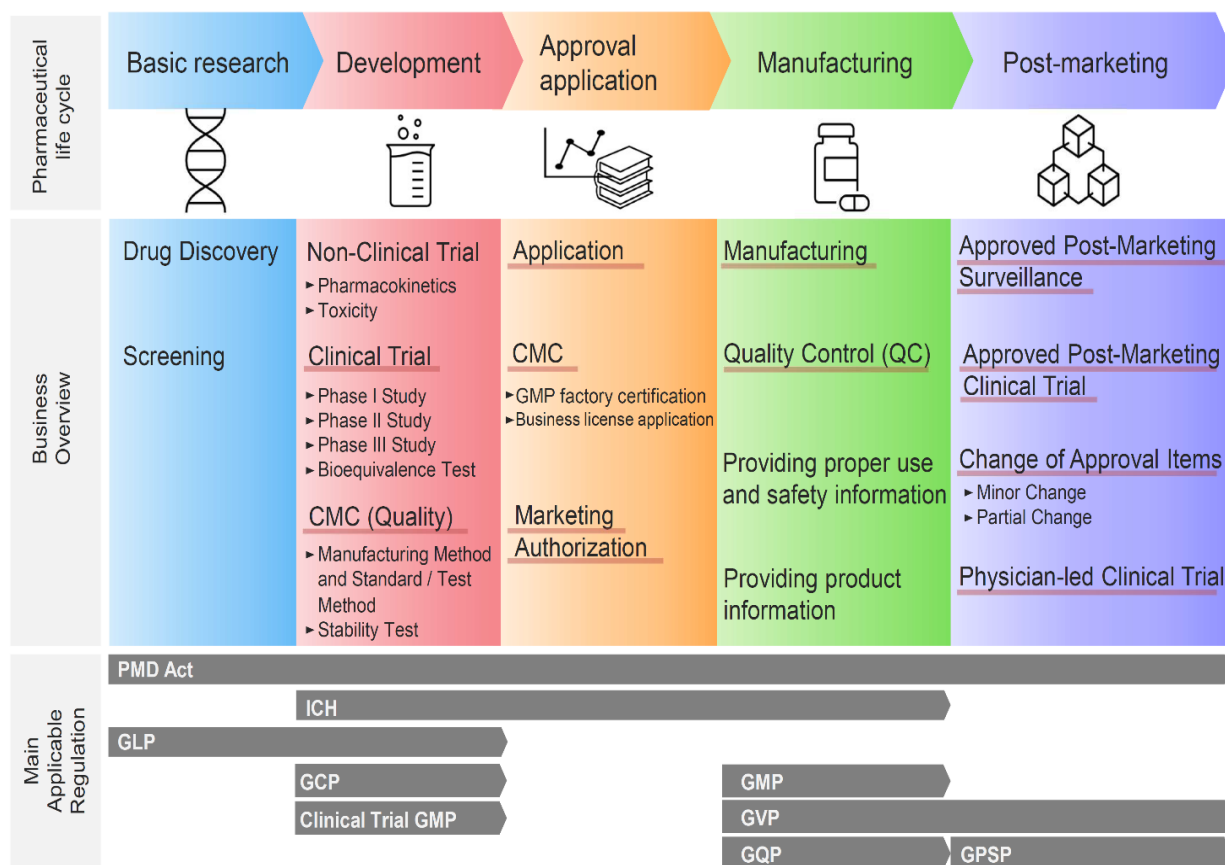 Pharmaceutical
life cycle
Basic research
Development
Approval
application
Manufacturing
Post-marketing
Business
Overview
Drug Discovery
Screening
Non-Clinical Trial
►Pharmacokinetics
►Toxicity
Clinical Trial
►Phase I Study
►Phase II Study
►Phase III Study
►Bioequivalence Test
CMC (Quality)
►Manufacturing Method
and Standard / Test
Method
►Stability Test
Application
CMC
►GMP factory certification
►Business license application
Marketing
Authorization
Manufacturing
Quality Control (QC)
Providing proper use
and safety information
Providing product
information
Approved Post-Marketing
Surveillance
Approved Post-Marketing
Clinical Trial
Change of Approval Items
►Minor Change
►Partial Change
Physician-led Clinical Trial
Main
Applicable
Regulation
PMD Act
ICH
GLP
GCP
GMP
Clinical Trial GMP
GVP
GQP
GPSP